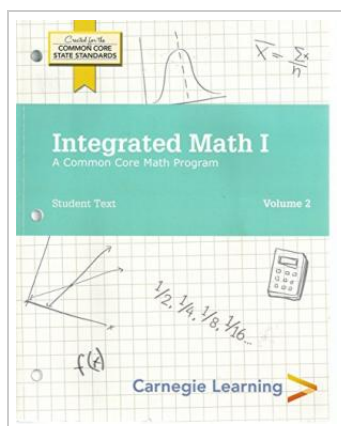 Created for the
COMMON CORE
STATE STANDARDS
X̄ = Σx/n
Integrated Math I
A Common Core Math Program
Student Text
Volume 2
1/2, 1/4, 1/8, 1/16...
f(x)
Carnegie Learning